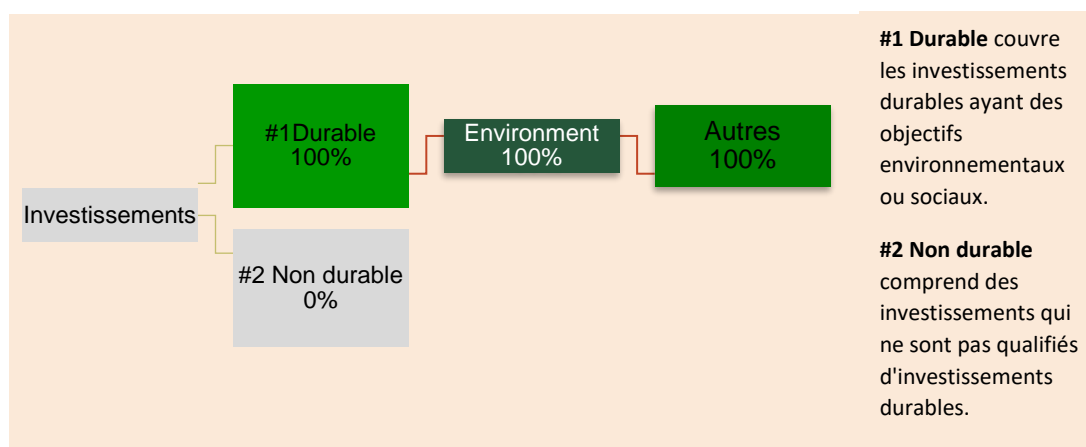 Investissements
#1Durable
100%
#2 Non durable
0%
Environment
100%
Autres
100%
#1 Durable couvre
les investissements
durables ayant des
objectifs
environnementaux
ou sociaux.
#2 Non durable
comprend des
investissements qui
ne sont pas qualifiés
d'investissements
durables.